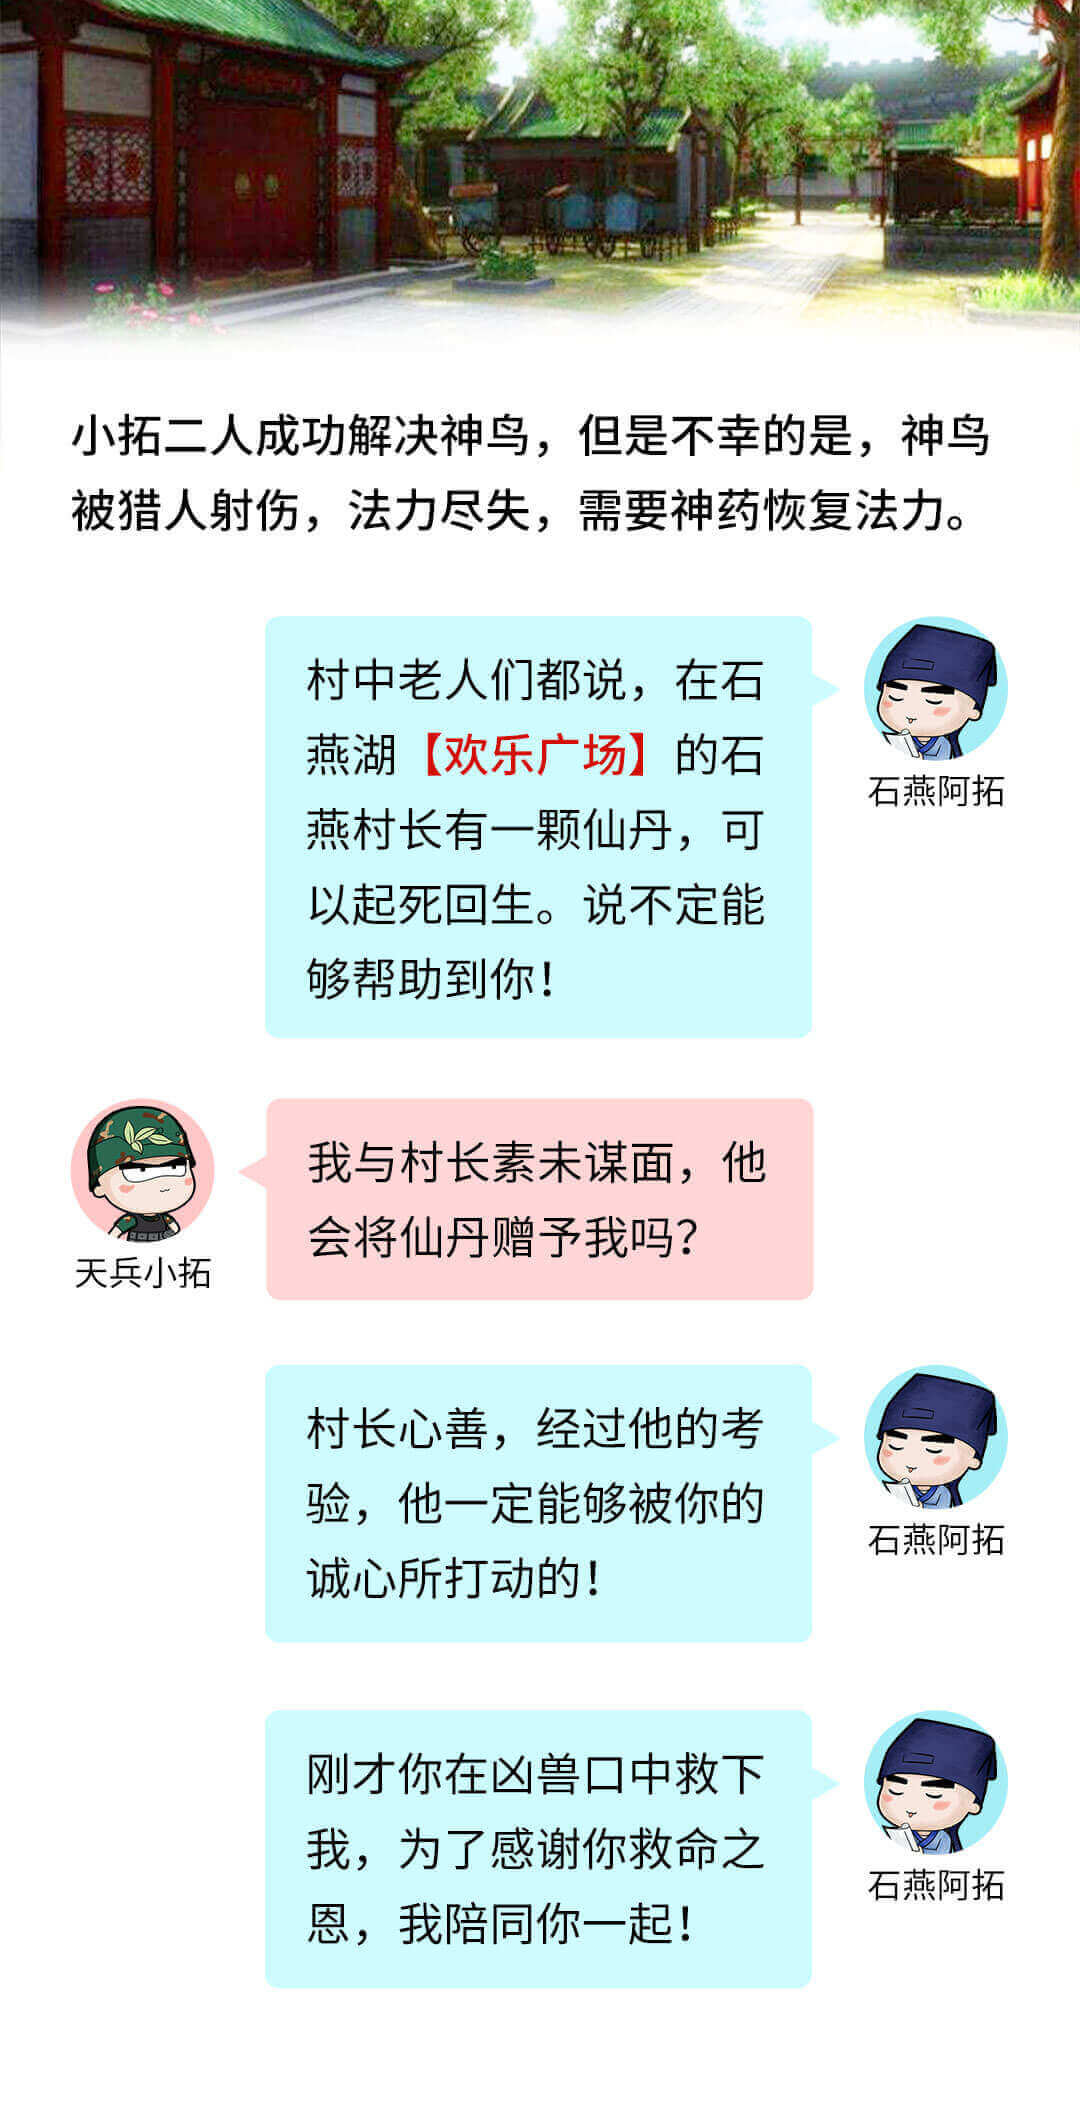 小拓二人成功解决神鸟，但是不幸的是，神鸟
被猎人射伤，法力尽失，需要神药恢复法力。
村中老人们都说，在石
燕湖【欢乐广场】的石
燕村长有一颗仙丹，可
以起死回生。说不定能
够帮助到你！
石燕阿拓
我与村长素未谋面，他
会将仙丹赠予我吗？
天兵小拓
村长心善，经过他的考
验，他一定能够被你的
诚心所打动的！
石燕阿拓
刚才你在凶兽口中救下
我，为了感谢你救命之
恩，我陪同你一起！
石燕阿拓